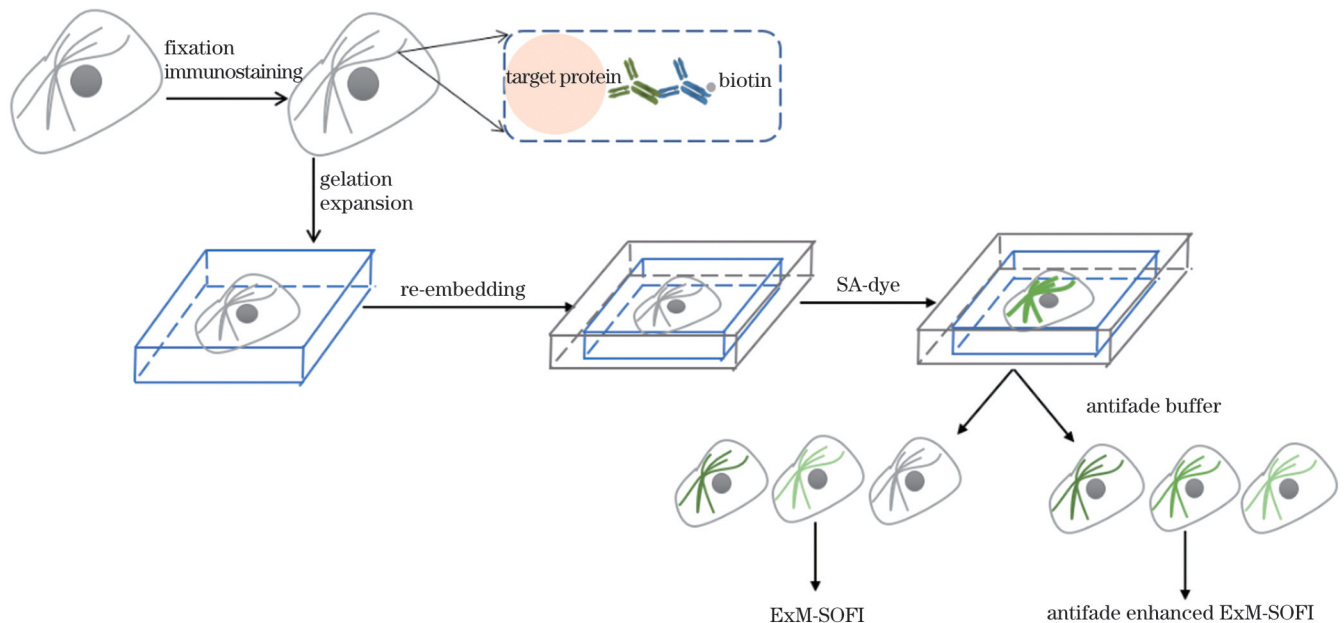 fixation
immunostaining
target protein
biotin
gelation
expansion
re-embedding
SA-dye
antifade buffer
ExM-SOFI
antifade enhanced ExM-SOFI